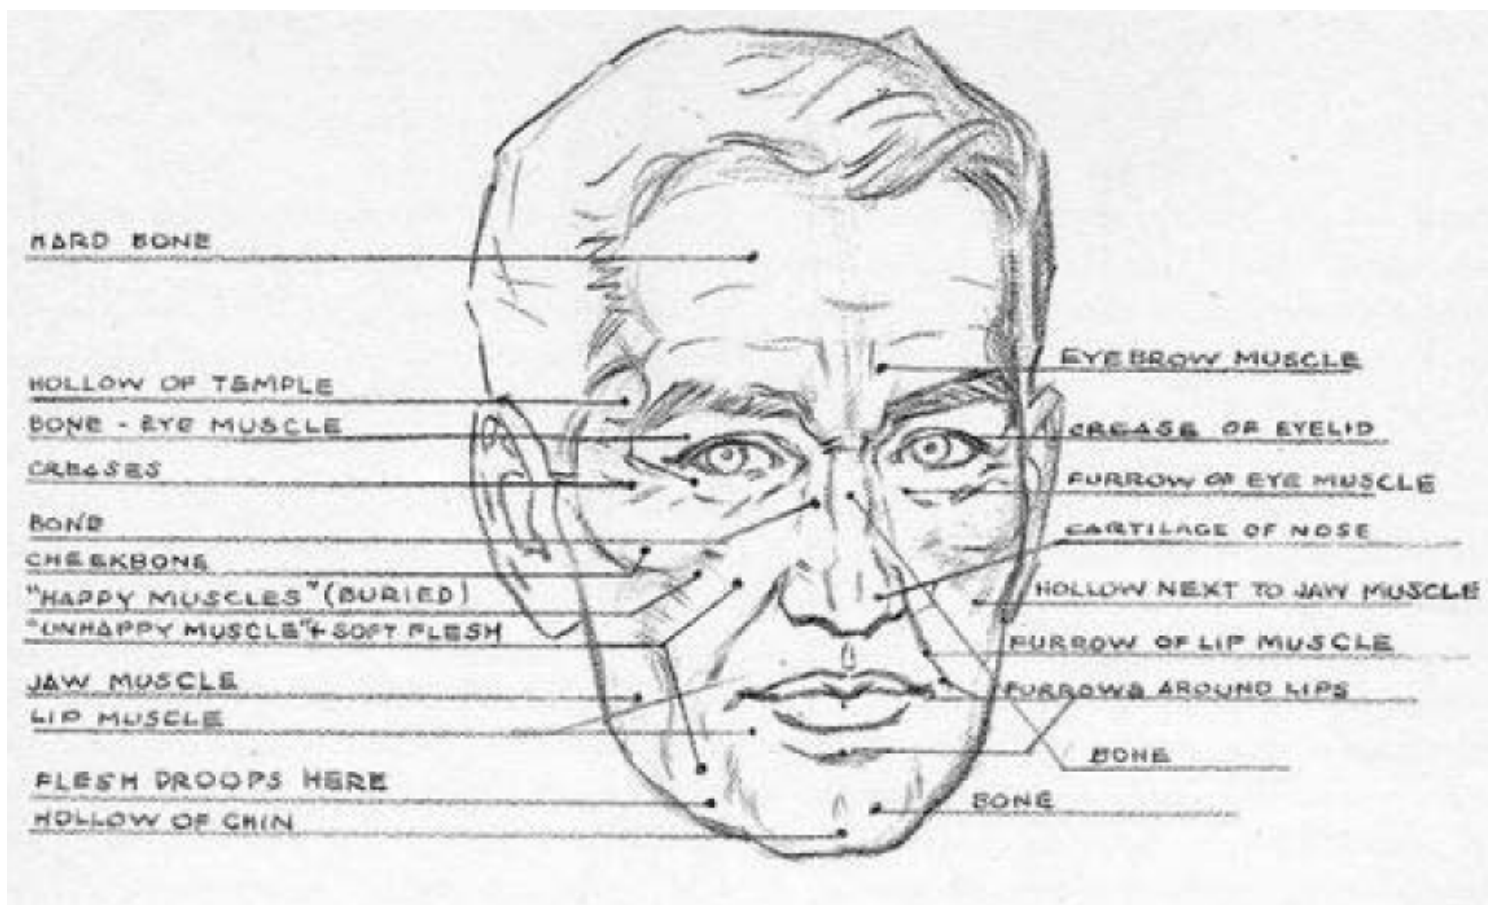 HARD BONE
HOLLOW OF TEMPLE
BONE - EYE MUSCLE
CREASES
BONE
CHEEKBONE
"HAPPY MUSCLES" (BURIED)
"UNHAPPY MUSCLE" + SOFT FLESH
JAW MUSCLE
LIP MUSCLE
FLESH DROOPS HERE
HOLLOW OF CHIN
EYEBROW MUSCLE
CREASE OF EYELID
FURROW OF EYE MUSCLE
CARTILAGE OF NOSE
HOLLOW NEXT TO JAW MUSCLE
FURROW OF LIP MUSCLE
FURROWS AROUND LIPS
BONE
BONE